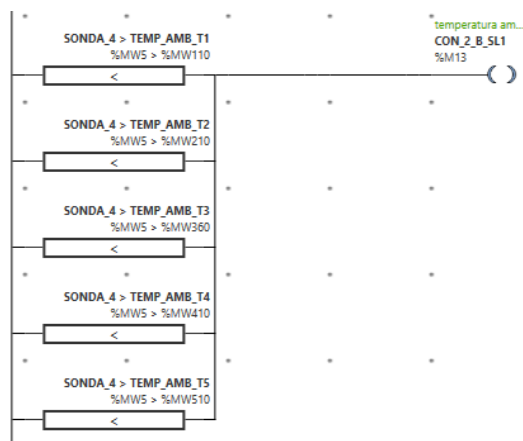 temperatura am...
SONDA_4 > TEMP_AMB_T1
CON_2_B_SL1
%MW5 > %MW110
%M13
<
SONDA_4 > TEMP_AMB_T2
%MW5 > %MW210
<
SONDA_4 > TEMP_AMB_T3
%MW5 > %MW360
<
SONDA_4 > TEMP_AMB_T4
%MW5 > %MW410
<
SONDA_4 > TEMP_AMB_T5
%MW5 > %MW510
<